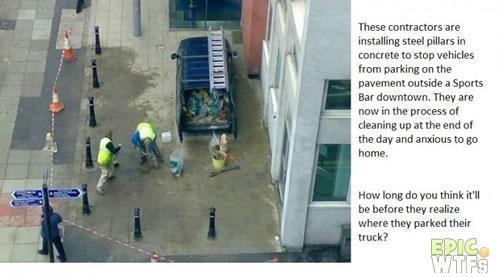 These contractors are
installing steel pillars in
concrete to stop vehicles
from parking on the
pavement outside a Sports
Bar downtown. They are
now in the process of
cleaning up at the end of
the day and anxious to go
home.
How long do you think it'll
be before they realize
where they parked their
truck?
EPIC
WTFs